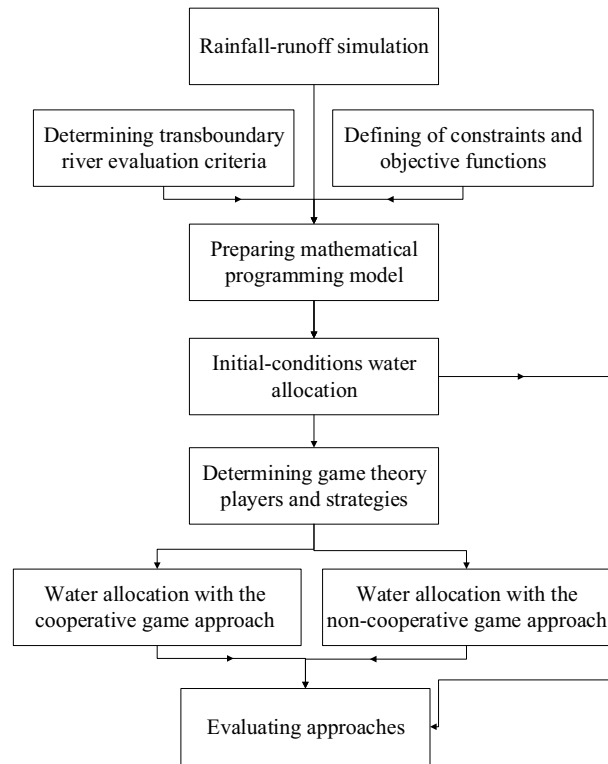 Rainfall-runoff simulation
Determining transboundary
river evaluation criteria
Defining of constraints and
objective functions
Preparing mathematical
programming model
Initial-conditions water
allocation
Determining game theory
players and strategies
Water allocation with the
cooperative game approach
Water allocation with the
non-cooperative game approach
Evaluating approaches